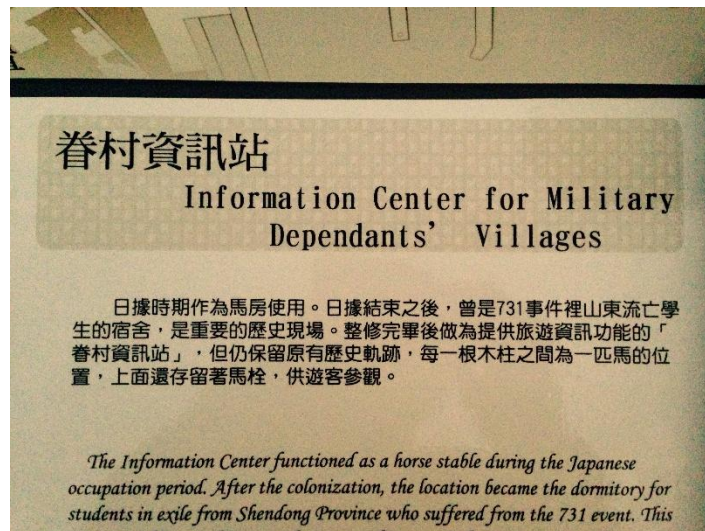 眷村資訊站
Information Center for Military
Dependants' Villages
日據時期作為馬房使用。日據結束之後，曾是731事件裡山東流亡學
生的宿舍，是重要的歷史現場。整修完畢後做為提供旅遊資訊功能的「
眷村資訊站」，但仍保留原有歷史軌跡，每一根木柱之間為一匹馬的位
置，上面還存留著馬栓，供遊客參觀。
The Information Center functioned as a horse stable during the Japanese
occupation period. After the colonization, the location became the dormitory for
students in exile from Shendong Province who suffered from the 731 event. This